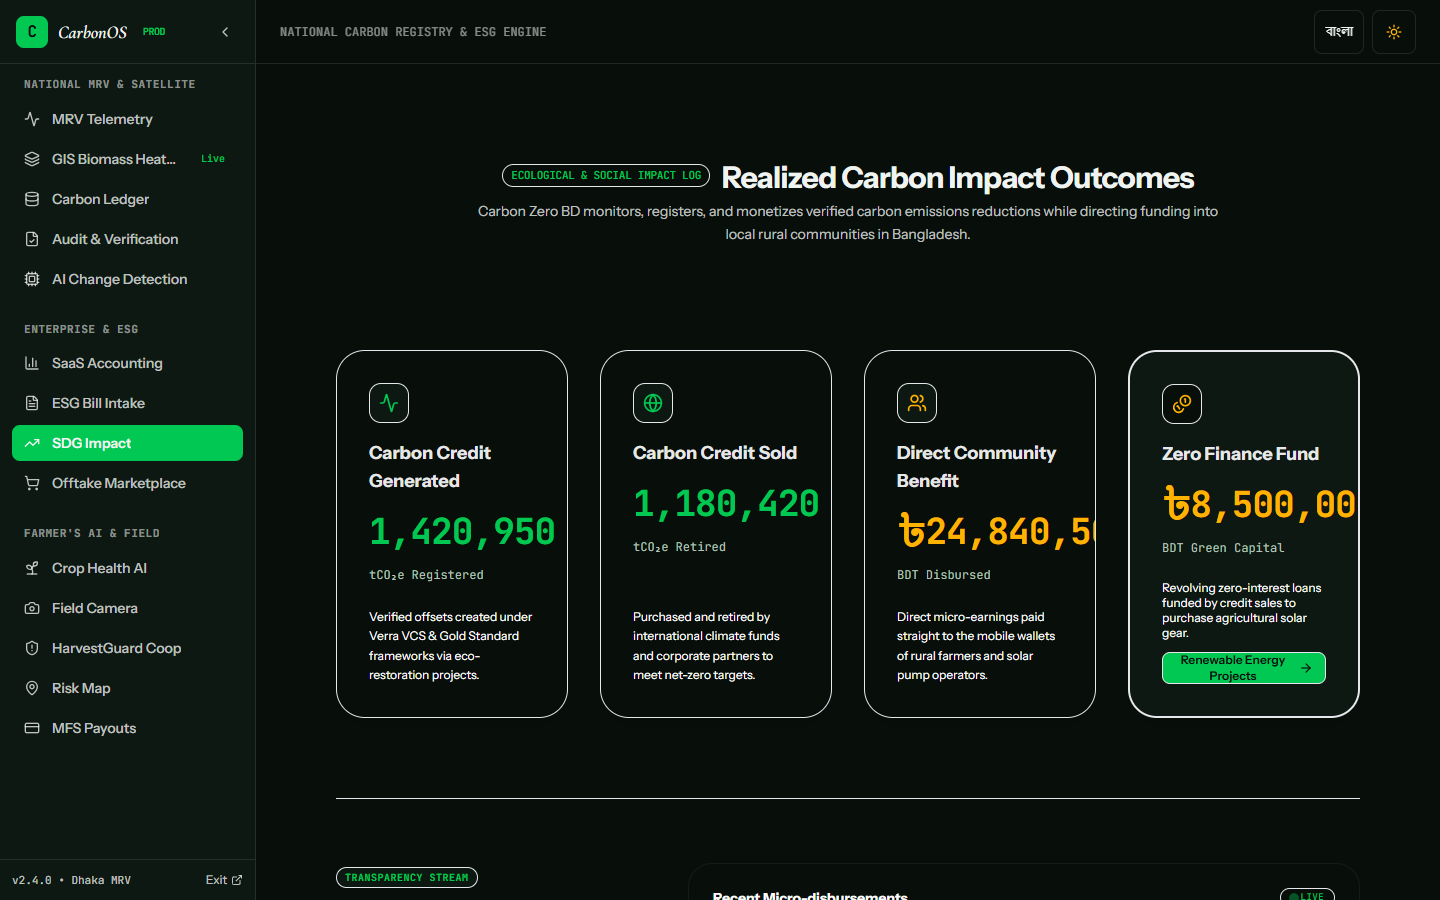 C CarbonOS PROD
NATIONAL CARBON REGISTRY & ESG ENGINE
বাংলা
NATIONAL MRV & SATELLITE
MRV Telemetry
GIS Biomass Heat... Live
Carbon Ledger
Audit & Verification
AI Change Detection
ENTERPRISE & ESG
SaaS Accounting
ESG Bill Intake
SDG Impact
Offtake Marketplace
FARMER'S AI & FIELD
Crop Health AI
Field Camera
HarvestGuard Coop
Risk Map
MFS Payouts
v2.4.0 • Dhaka MRV
Exit
ECOLOGICAL & SOCIAL IMPACT LOG
Realized Carbon Impact Outcomes
Carbon Zero BD monitors, registers, and monetizes verified carbon emissions reductions while directing funding into
local rural communities in Bangladesh.
Carbon Credit
Generated
1,420,950
tCO₂e Registered
Verified offsets created under
Verra VCS & Gold Standard
frameworks via eco-
restoration projects.
Carbon Credit Sold
1,180,420
tCO₂e Retired
Purchased and retired by
international climate funds
and corporate partners to
meet net-zero targets.
Direct Community
Benefit
৳24,840,50
BDT Disbursed
Direct micro-earnings paid
straight to the mobile wallets
of rural farmers and solar
pump operators.
Zero Finance Fund
৳8,500,00
BDT Green Capital
Revolving zero-interest loans
funded by credit sales to
purchase agricultural solar
gear.
Renewable Energy
Projects
TRANSPARENCY STREAM
Recent Micro-disbursements
LIVE